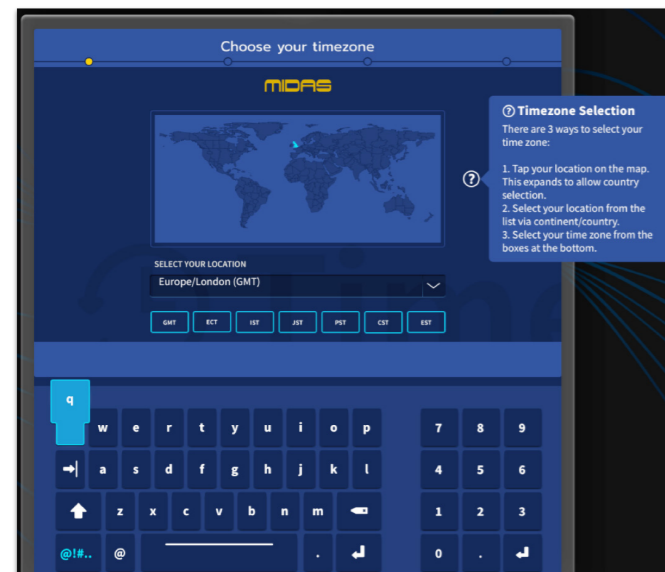 Choose your timezone
MIDAS
? Timezone Selection
There are 3 ways to select your
time zone:
1. Tap your location on the map.
This expands to allow country
selection.
2. Select your location from the
list via continent/country.
3. Select your time zone from the
boxes at the bottom.
?
SELECT YOUR LOCATION
Europe/London (GMT)
GMT ECT IST JST PST CST EST
q
w e r t y u i o p 7 8 9
a s d f g h j k l 4 5 6
z x c v b n m 1 2 3
@!#.. @ . 0 .